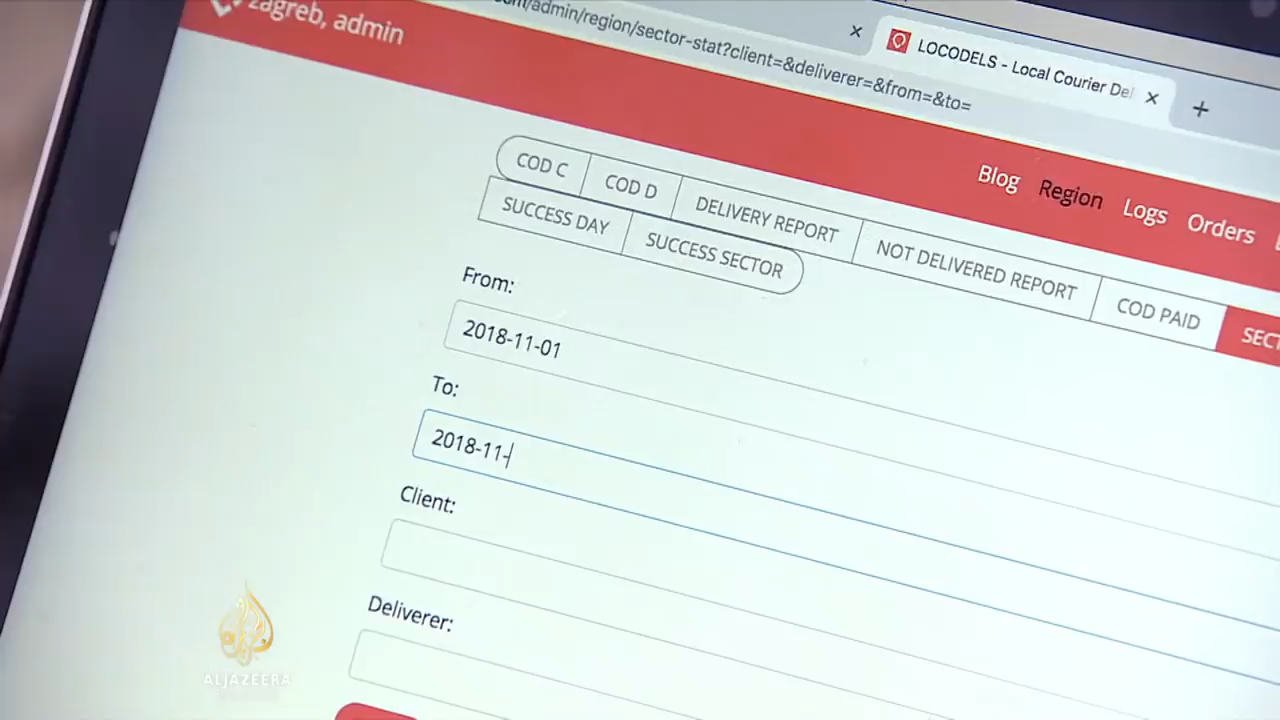 zagreb, admin
/admin/region/sector-stat?client=&deliverer=&from=&to=
LOCODELS - Local Courier Del
Blog Region Logs Orders
COD C COD D DELIVERY REPORT NOT DELIVERED REPORT COD PAID SECT
SUCCESS DAY SUCCESS SECTOR
From:
2018-11-01
To:
2018-11-
Client:
Deliverer:
ALJAZEERA